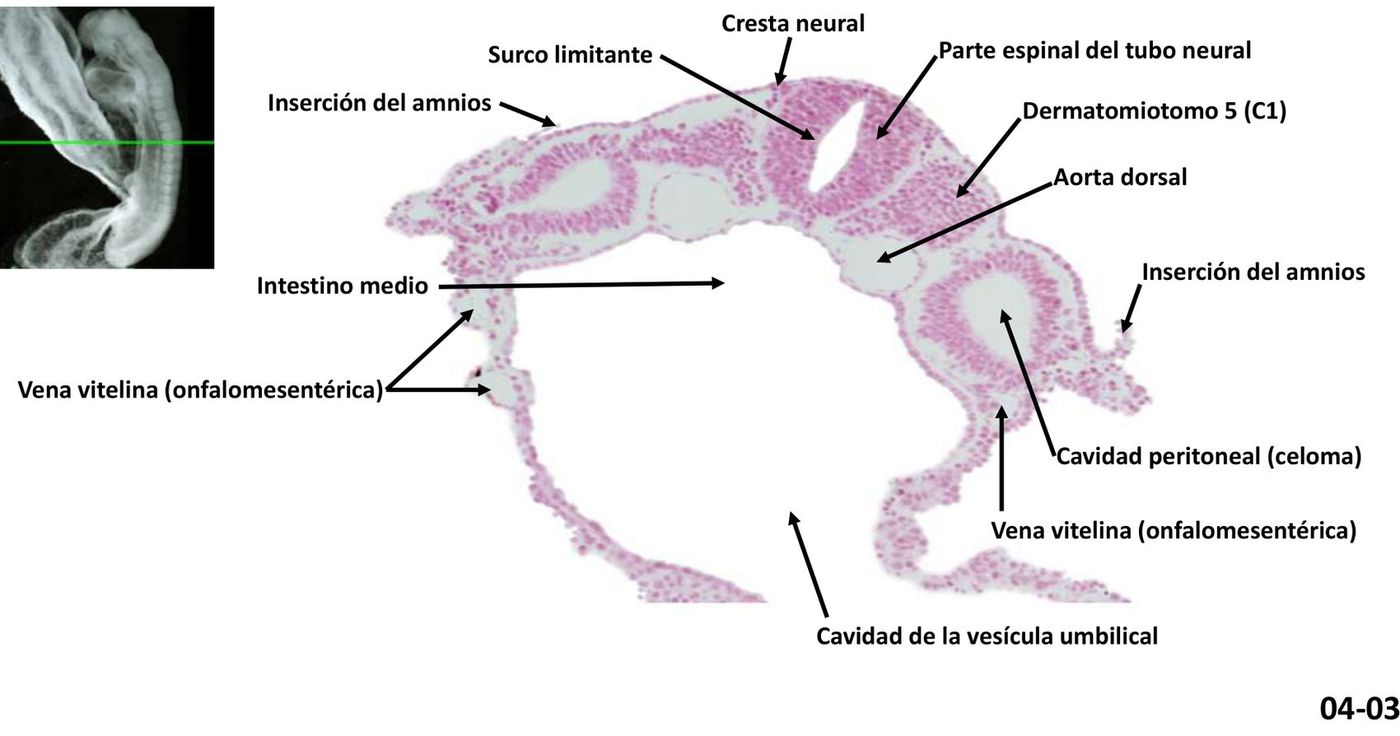 Cresta neural
Surco limitante
Parte espinal del tubo neural
Inserción del amnios
Dermatomiotomo 5 (C1)
Aorta dorsal
Inserción del amnios
Intestino medio
Vena vitelina (onfalomesentérica)
Cavidad peritoneal (celoma)
Vena vitelina (onfalomesentérica)
Cavidad de la vesícula umbilical
04-03